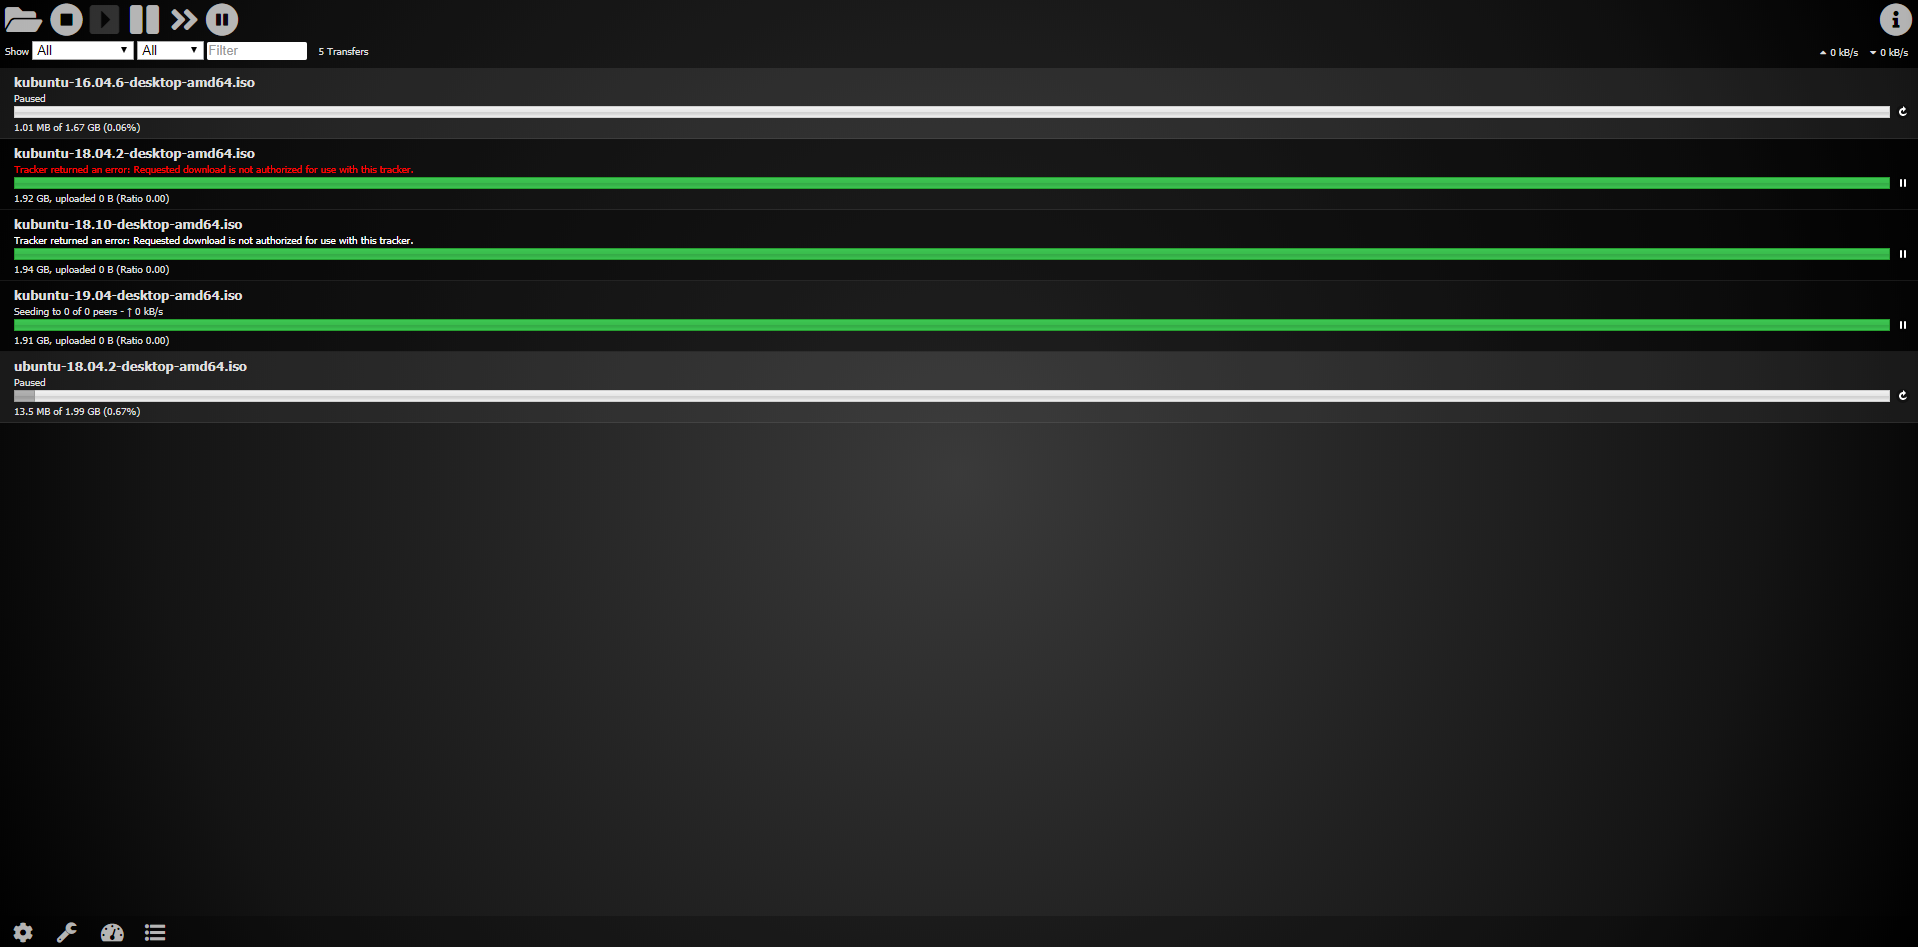 Show All All Filter 5 Transfers 0 kB/s 0 kB/s
kubuntu-16.04.6-desktop-amd64.iso
Paused
1.01 MB of 1.67 GB (0.06%)
kubuntu-18.04.2-desktop-amd64.iso
Tracker returned an error: Requested download is not authorized for use with this tracker.
1.92 GB, uploaded 0 B (Ratio 0.00)
kubuntu-18.10-desktop-amd64.iso
Tracker returned an error: Requested download is not authorized for use with this tracker.
1.94 GB, uploaded 0 B (Ratio 0.00)
kubuntu-19.04-desktop-amd64.iso
Seeding to 0 of 0 peers - ↑ 0 kB/s
1.91 GB, uploaded 0 B (Ratio 0.00)
ubuntu-18.04.2-desktop-amd64.iso
Paused
13.5 MB of 1.99 GB (0.67%)